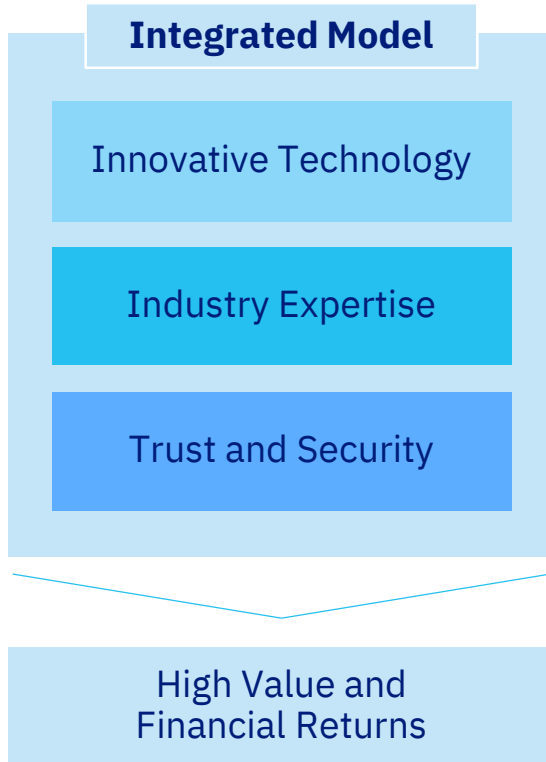 Integrated Model
Innovative Technology
Industry Expertise
Trust and Security
High Value and
Financial Returns